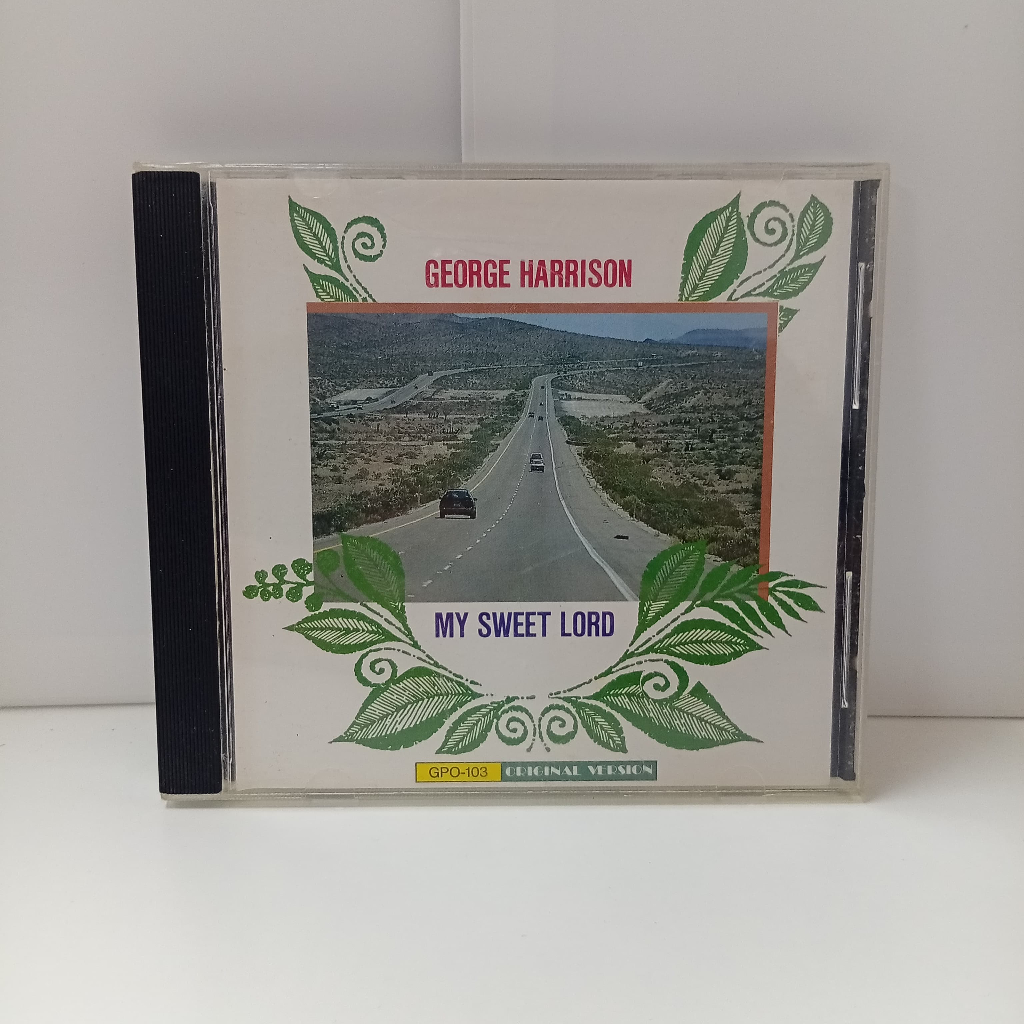 GEORGE HARRISON
MY SWEET LORD
GPO-103 ORIGINAL VERSION